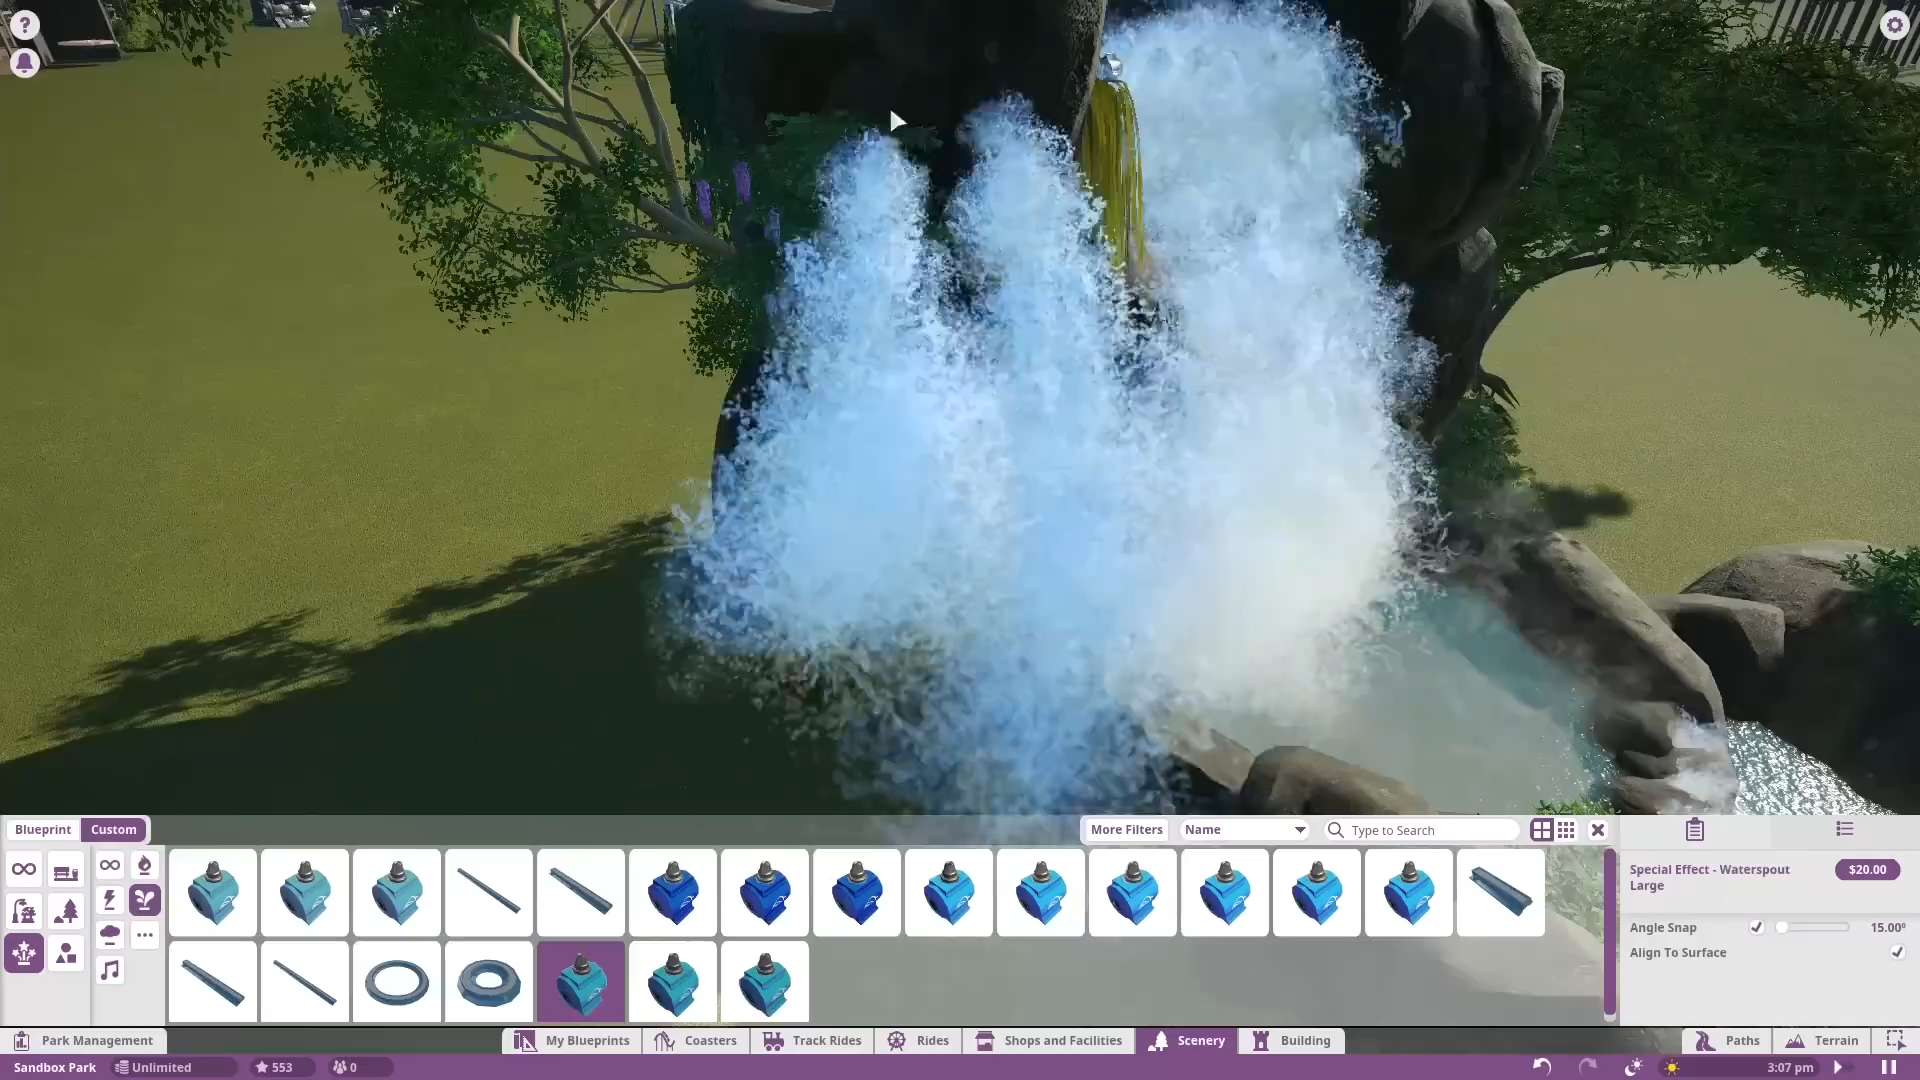 ?
Blueprint
Custom
More Filters
Name
Type to Search
Special Effect - Waterspout
Large
$20.00
Angle Snap
15.00°
Align To Surface
Park Management
My Blueprints
Coasters
Track Rides
Rides
Shops and Facilities
Scenery
Building
Paths
Terrain
Sandbox Park
Unlimited
553
0
3:07 pm